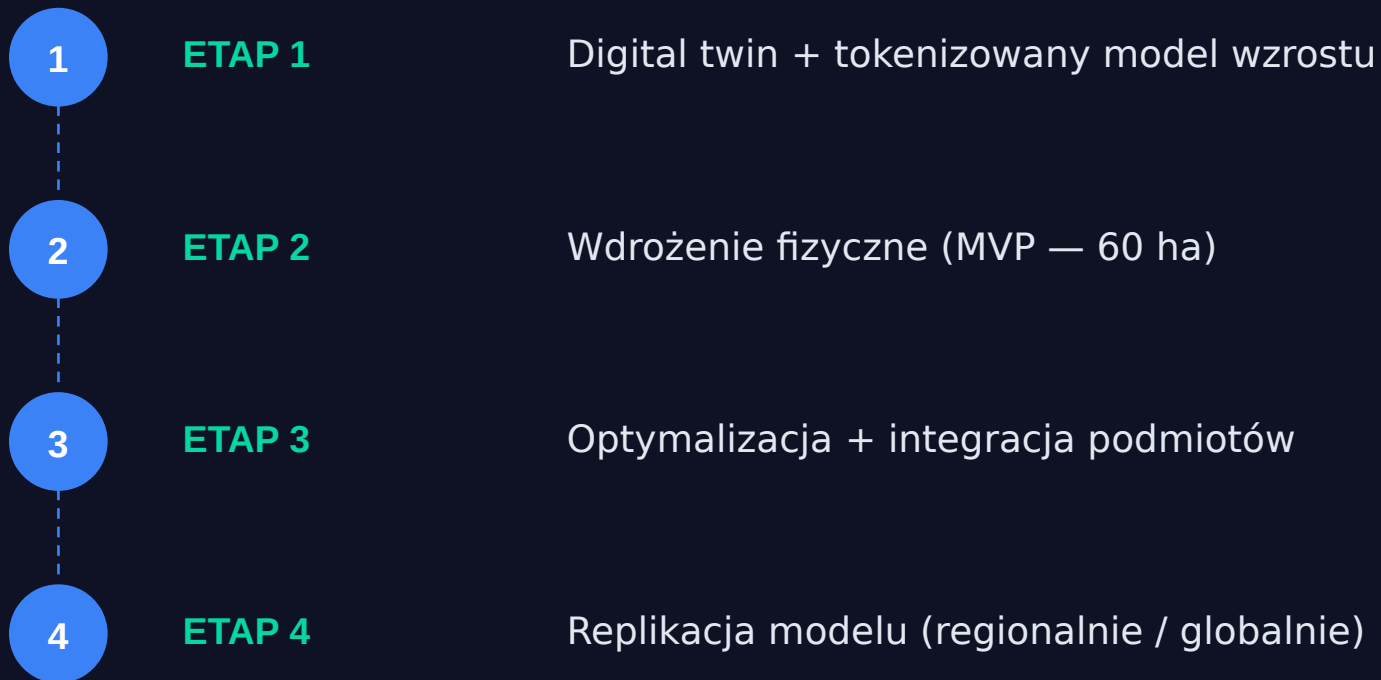 1 ETAP 1 Digital twin + tokenizowany model wzrostu
2 ETAP 2 Wdrożenie fizyczne (MVP — 60 ha)
3 ETAP 3 Optymalizacja + integracja podmiotów
4 ETAP 4 Replikacja modelu (regionalnie / globalnie)